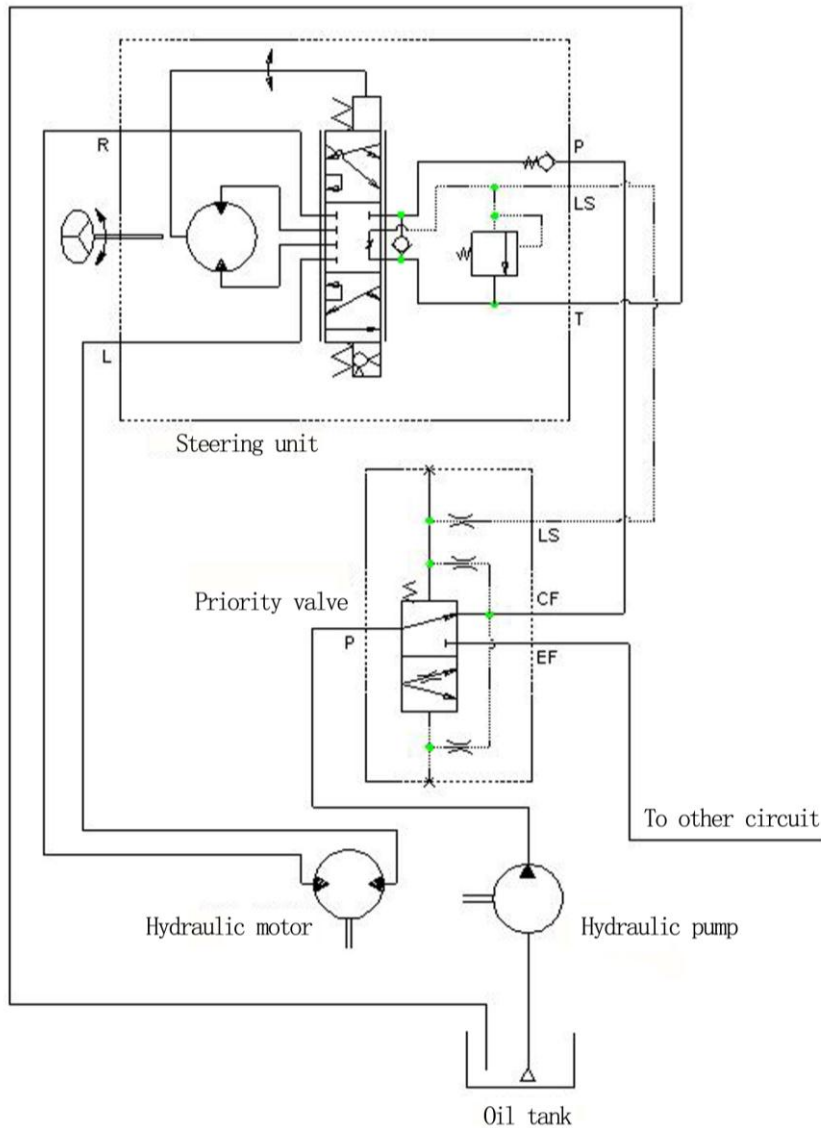 R
P
LS
T
L
Steering unit
LS
Priority valve
CF
P
EF
To other circuit
Hydraulic motor
Hydraulic pump
Oil tank